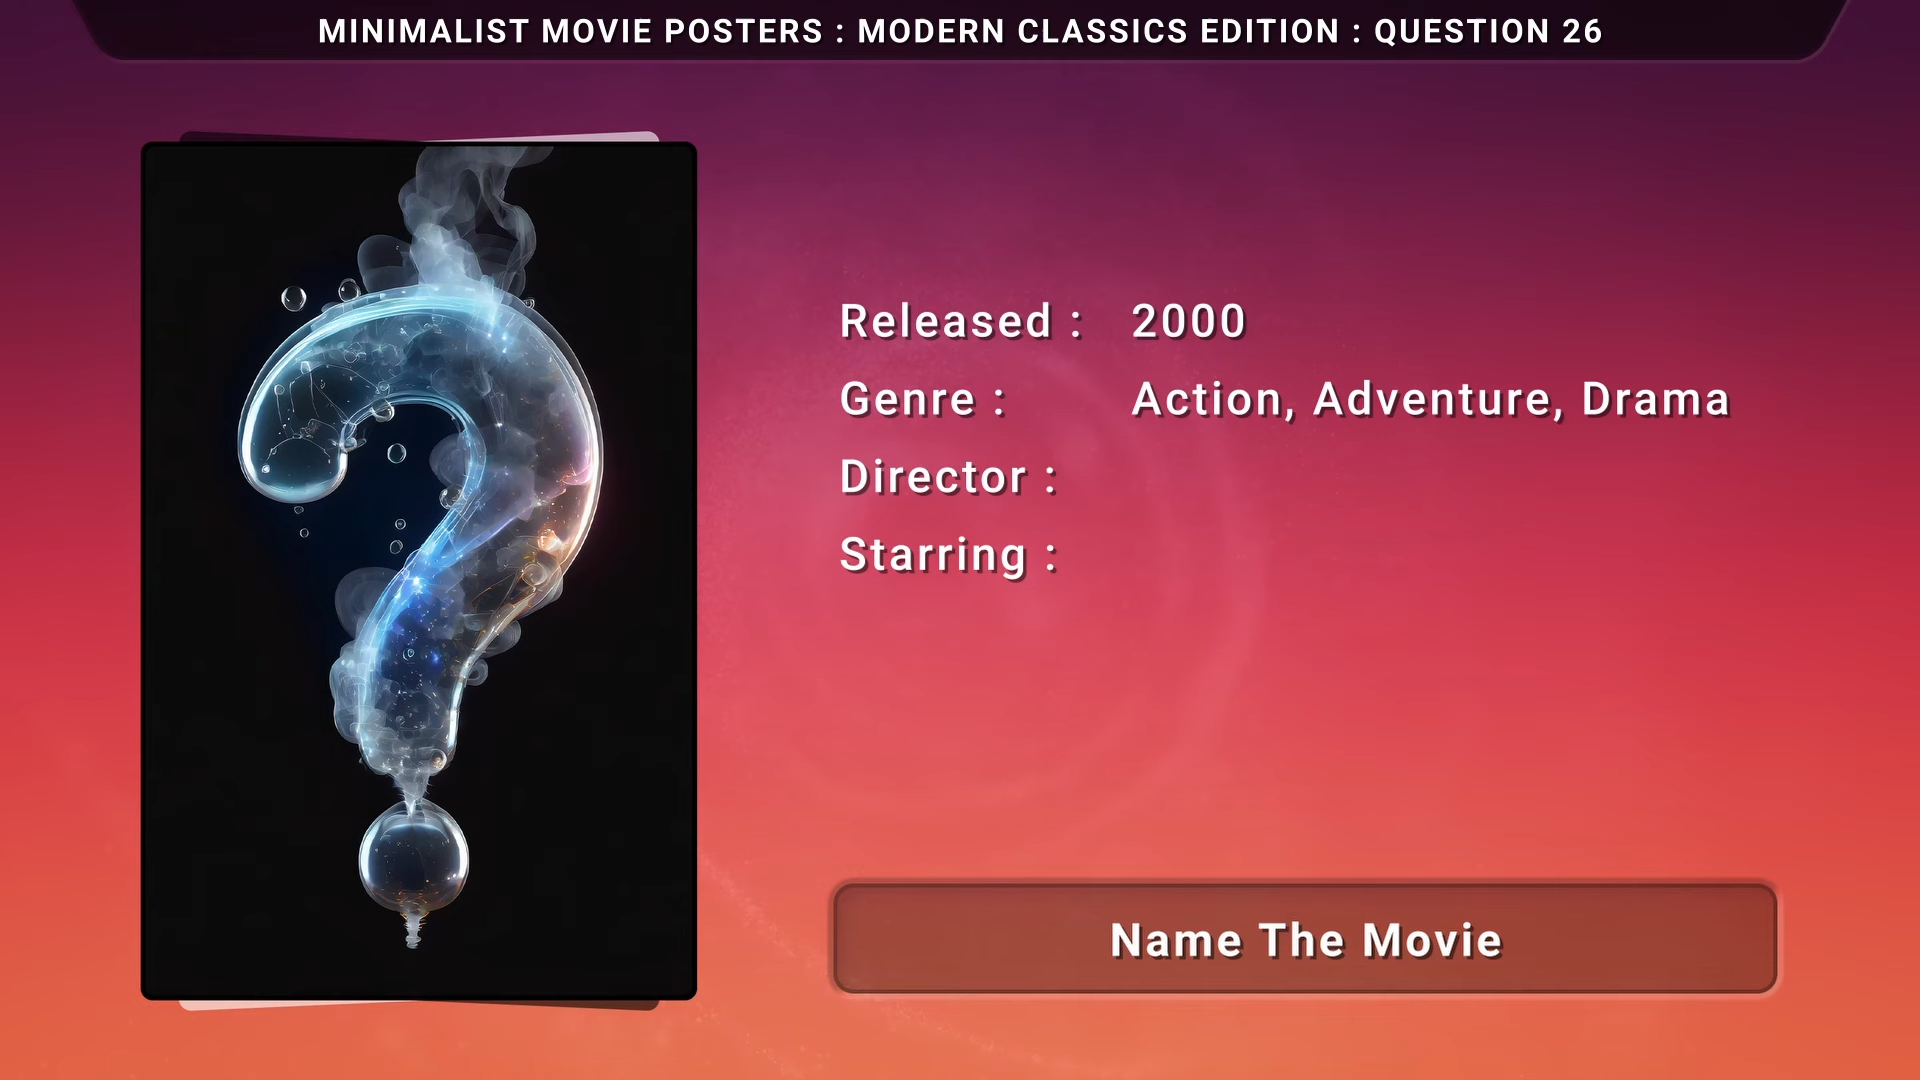 MINIMALIST MOVIE POSTERS : MODERN CLASSICS EDITION : QUESTION 26
Released : 2000
Genre : Action, Adventure, Drama
Director :
Starring :
Name The Movie